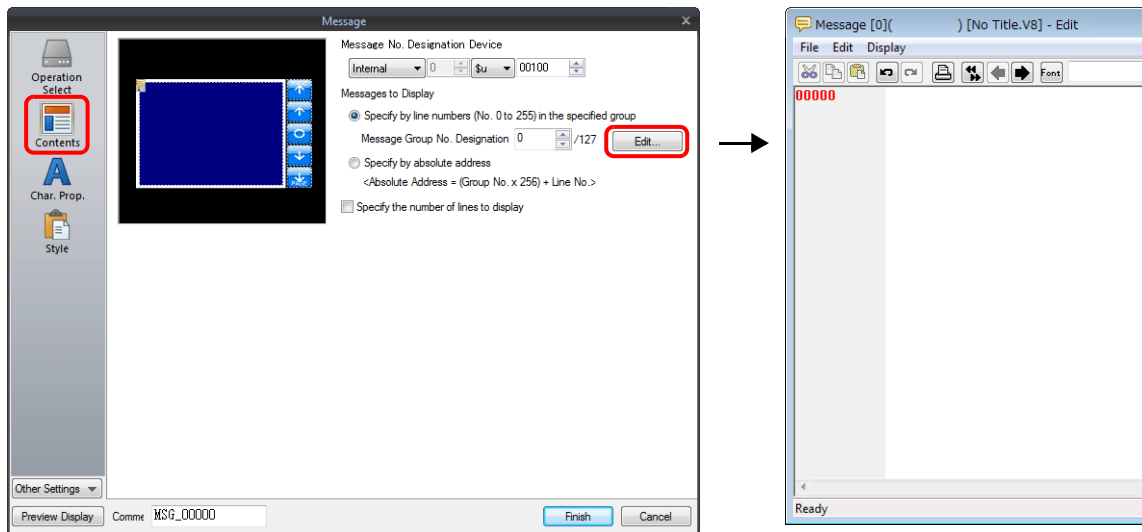 Message
x
Operation
Select
Contents
Char. Prop.
Style
Other Settings
Preview Display
Comme MSG_00000
Message No. Designation Device
Internal 0 $u 00100
Messages to Display
Specify by line numbers (No. 0 to 255) in the specified group
Message Group No. Designation 0 /127 Edit...
Specify by absolute address
<Absolute Address = (Group No. x 256) + Line No.>
Specify the number of lines to display
PAGE
Finish Cancel
Message [0]( ) [No Title.V8] - Edit
File Edit Display
Font
00000
Ready